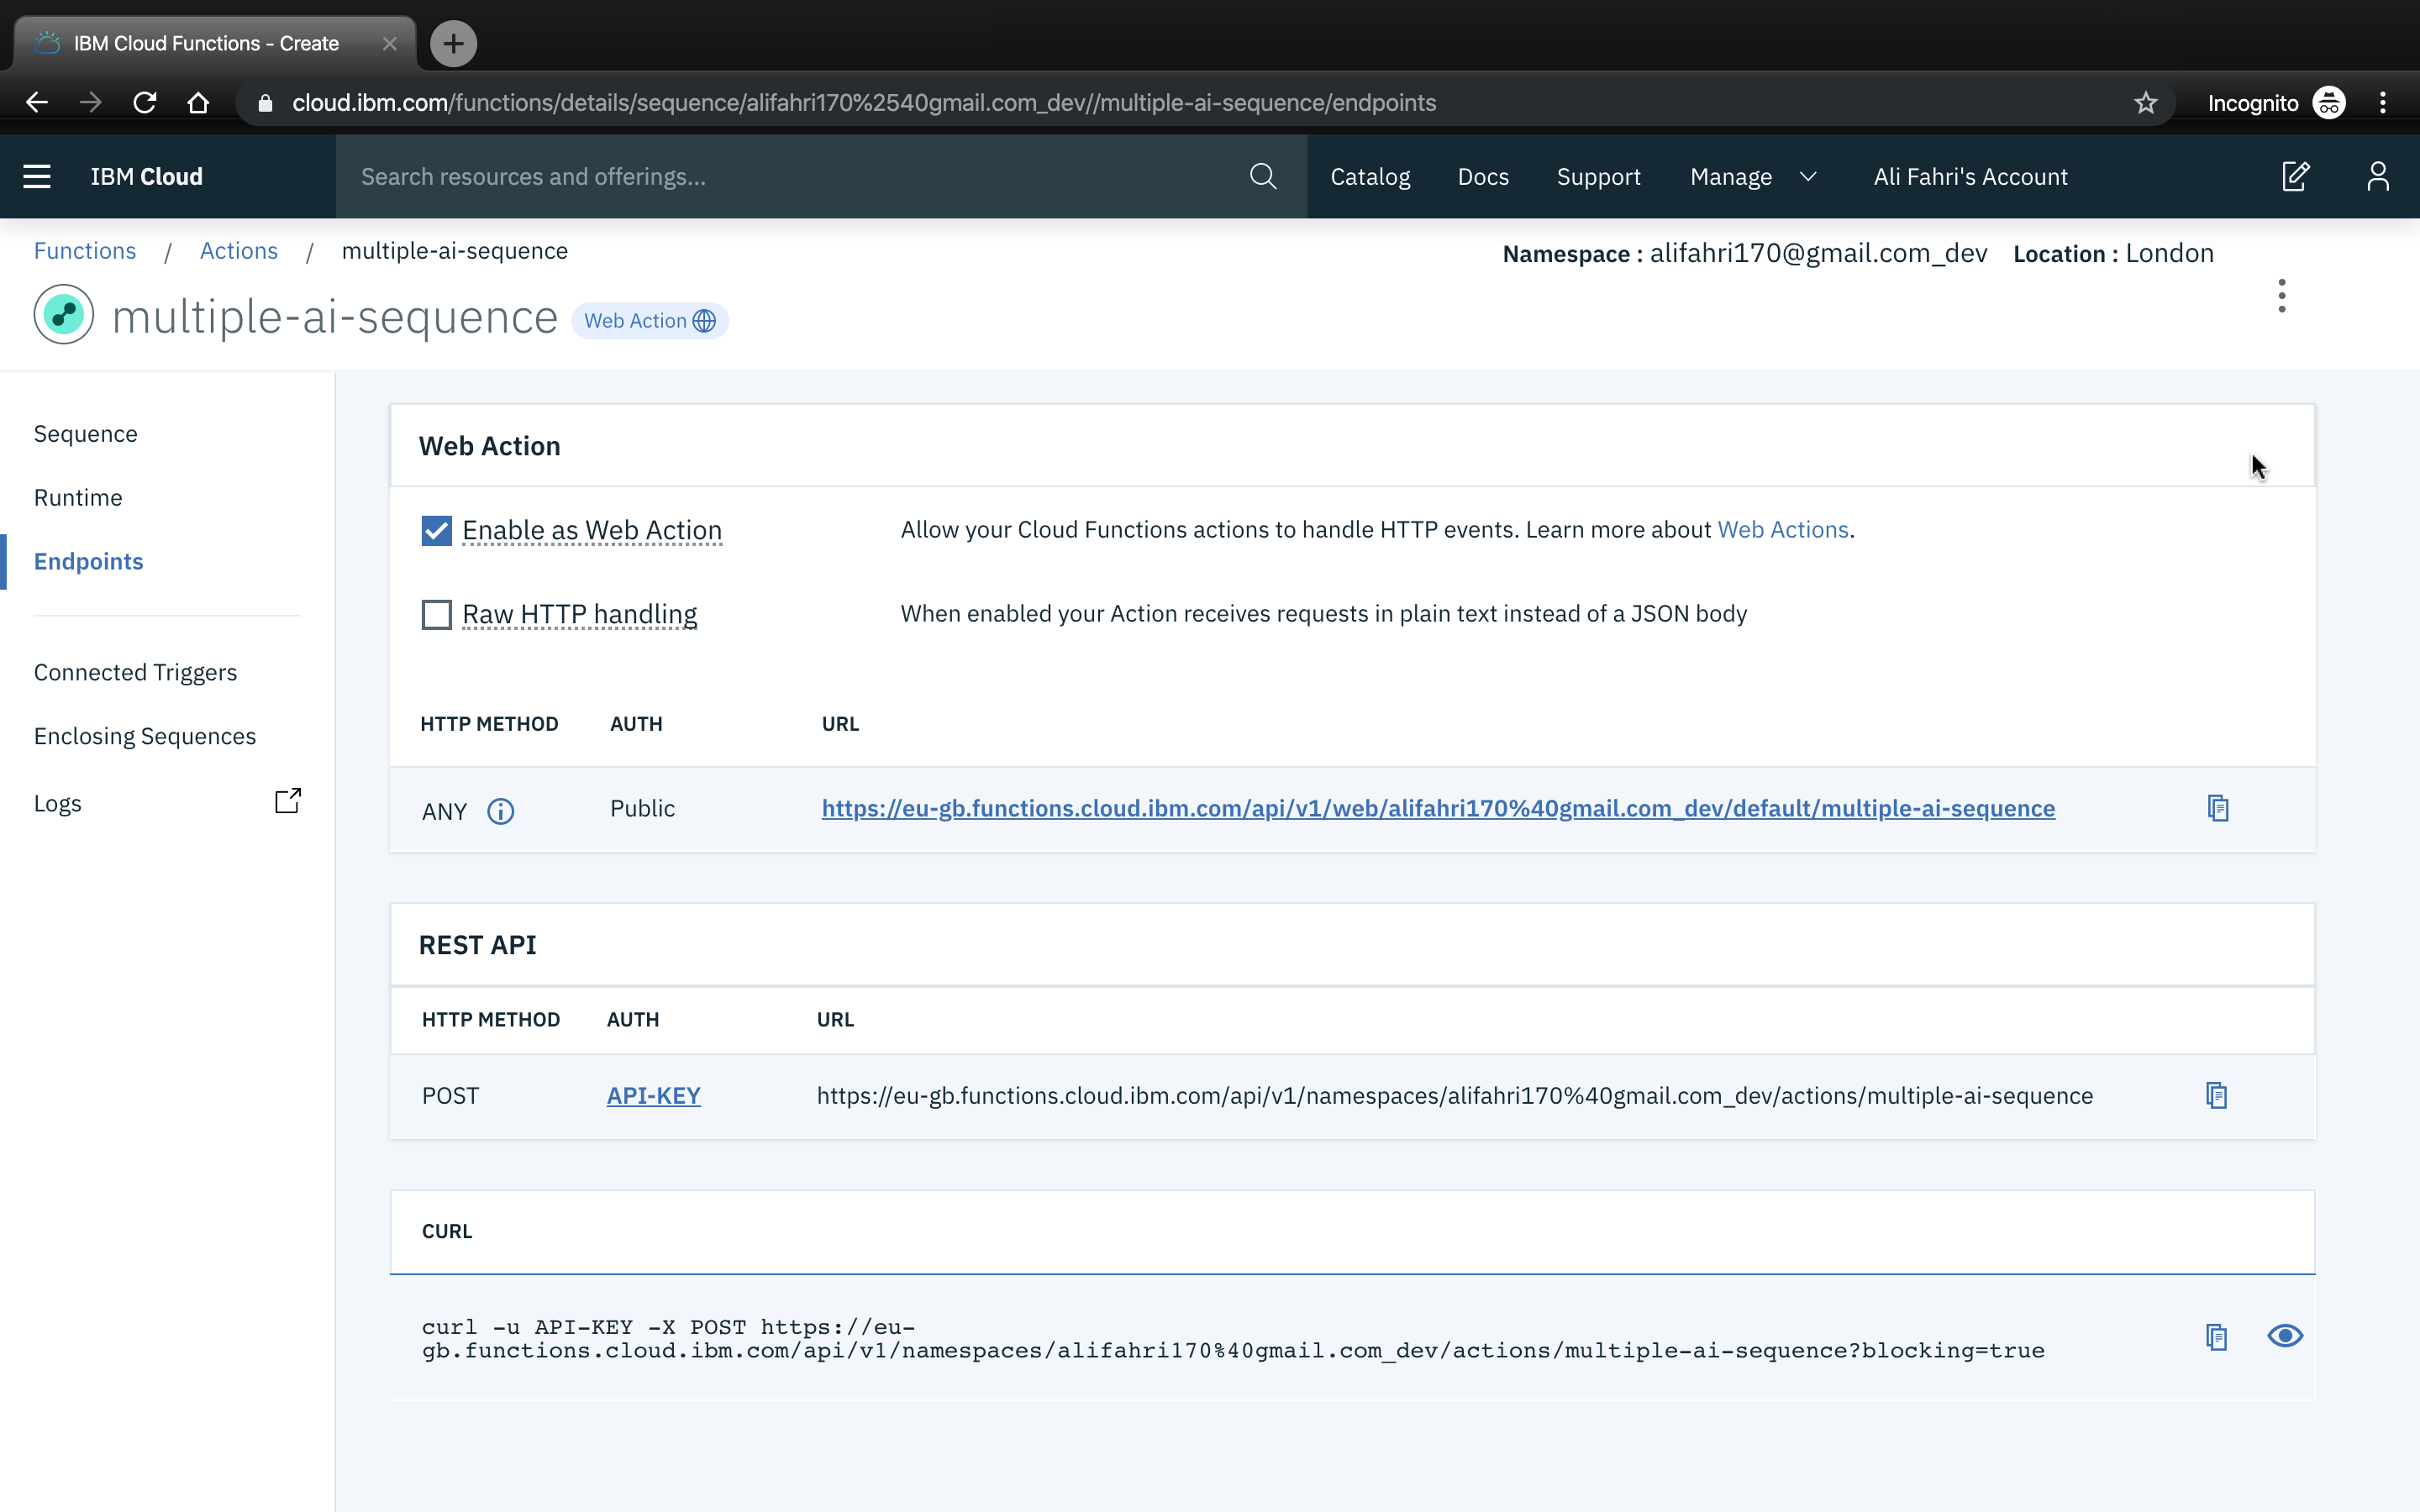 IBM Cloud Functions - Create
cloud.ibm.com/functions/details/sequence/alifahri170%2540gmail.com_dev//multiple-ai-sequence/endpoints
Incognito
IBM Cloud
Search resources and offerings...
Catalog
Docs
Support
Manage
Ali Fahri's Account
Functions / Actions / multiple-ai-sequence
Namespace : alifahri170@gmail.com_dev Location : London
multiple-ai-sequence
Web Action
Sequence
Runtime
Endpoints
Connected Triggers
Enclosing Sequences
Logs
Web Action
Enable as Web Action
Allow your Cloud Functions actions to handle HTTP events. Learn more about Web Actions.
Raw HTTP handling
When enabled your Action receives requests in plain text instead of a JSON body
HTTP METHOD AUTH URL
ANY Public https://eu-gb.functions.cloud.ibm.com/api/v1/web/alifahri170%40gmail.com_dev/default/multiple-ai-sequence
REST API
HTTP METHOD AUTH URL
POST API-KEY https://eu-gb.functions.cloud.ibm.com/api/v1/namespaces/alifahri170%40gmail.com_dev/actions/multiple-ai-sequence
CURL
curl -u API-KEY -X POST https://eu-
gb.functions.cloud.ibm.com/api/v1/namespaces/alifahri170%40gmail.com_dev/actions/multiple-ai-sequence?blocking=true